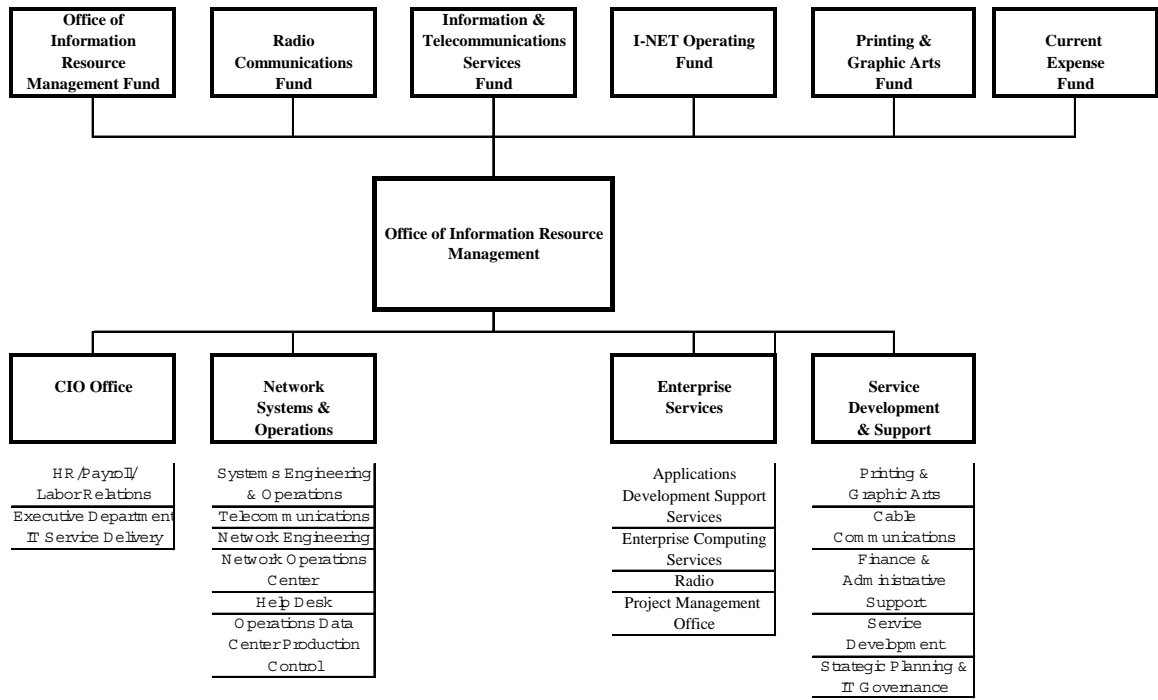 Office of
Information
Resource
Management Fund
Radio
Communications
Fund
Information &
Telecommunications
Services
Fund
I-NET Operating
Fund
Printing &
Graphic Arts
Fund
Current
Expense
Fund
Office of Information Resource
Management
CIO Office
Network
Systems &
Operations
Enterprise
Services
Service
Development
& Support
HR/Payroll/
Labor Relations
Executive Department
IT Service Delivery
Systems Engineering
& Operations
Telecommunications
Network Engineering
Network Operations
Center
Help Desk
Operations Data
Center Production
Control
Applications
Development Support
Services
Enterprise Computing
Services
Radio
Project Management
Office
Printing &
Graphic Arts
Cable
Communications
Finance &
Administrative
Support
Service
Development
Strategic Planning &
IT Governance